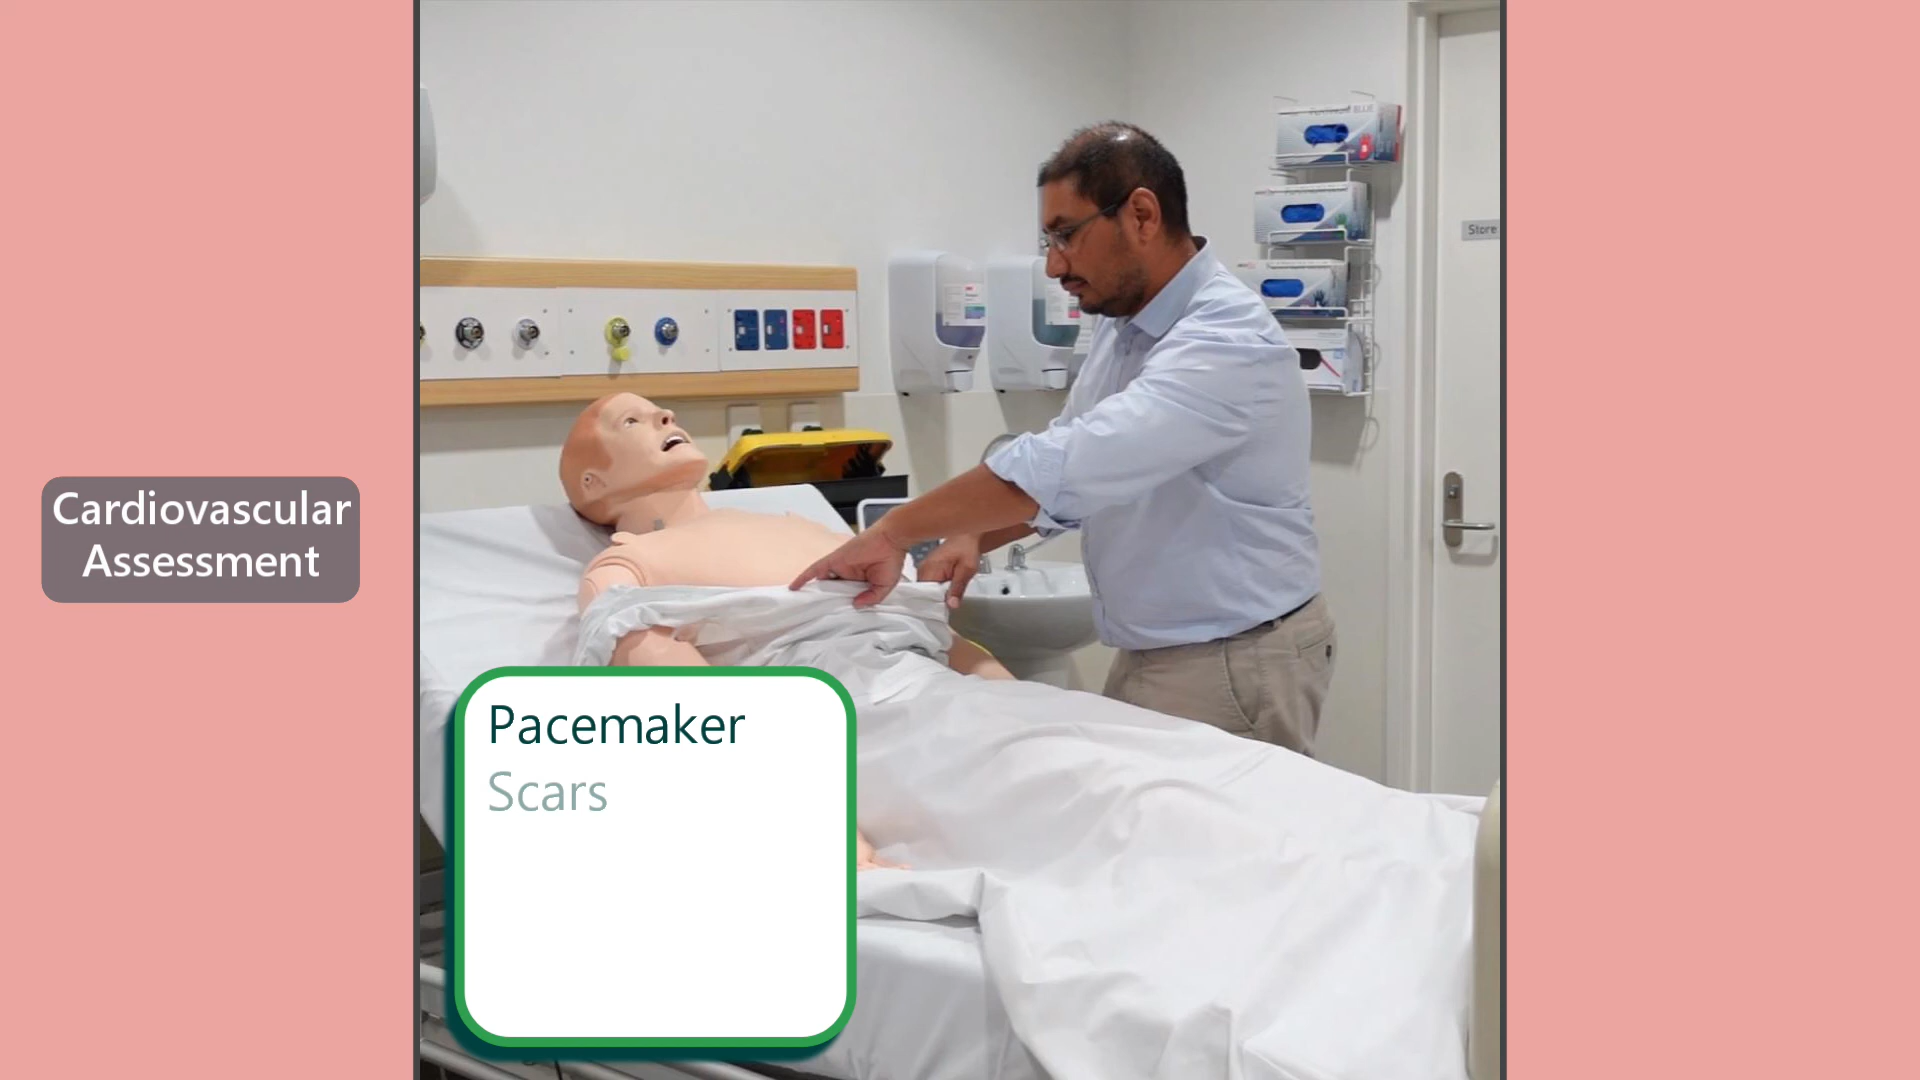 Cardiovascular
Assessment
Store
Pacemaker
Scars